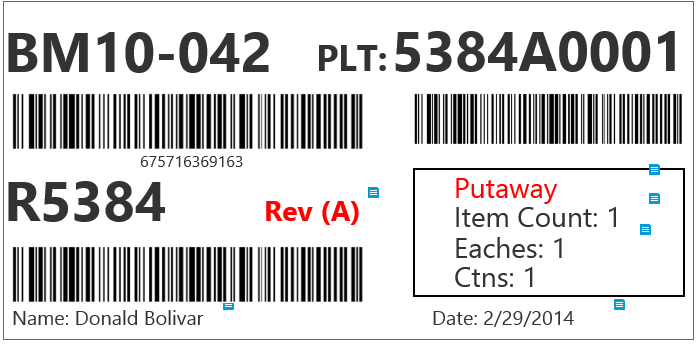 BM10-042
PLT: 5384A0001
675716369163
R5384
Rev (A)
Putaway
Item Count: 1
Eaches: 1
Ctns: 1
Name: Donald Bolivar
Date: 2/29/2014